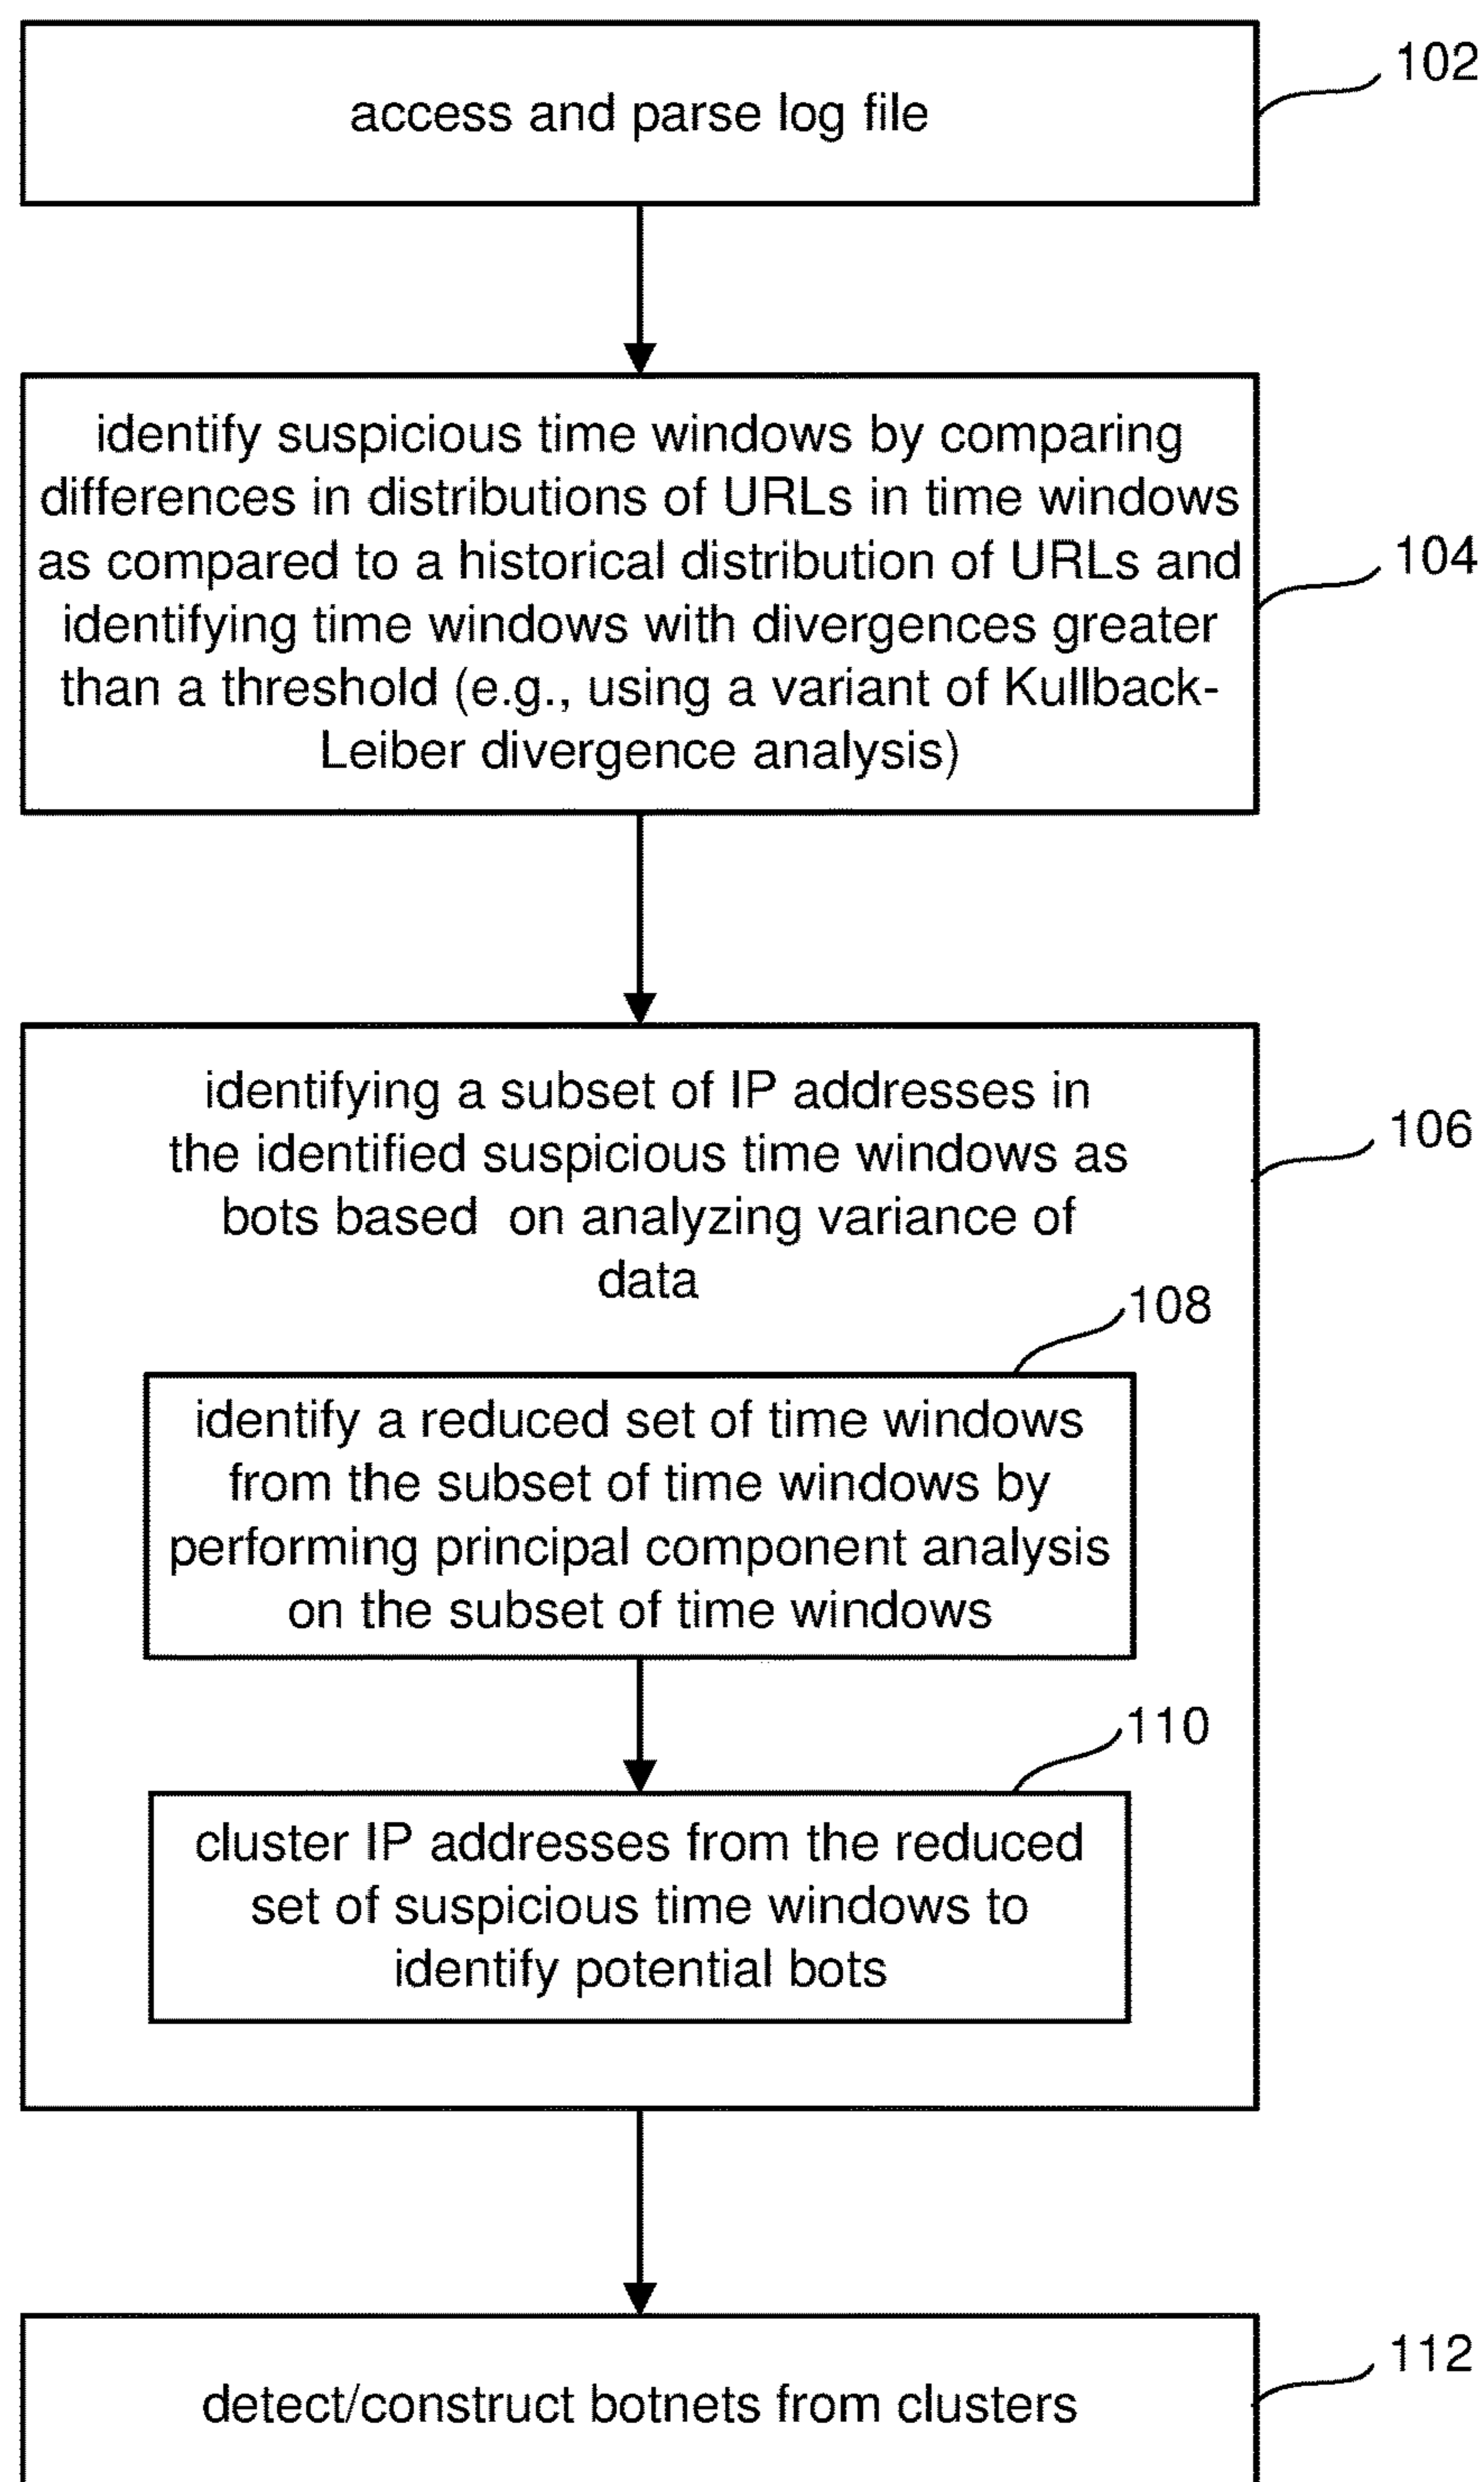 access and parse log file
102
identify suspicious time windows by comparing
differences in distributions of URLs in time windows
as compared to a historical distribution of URLs and
identifying time windows with divergences greater
than a threshold (e.g., using a variant of Kullback-
Leiber divergence analysis)
104
identifying a subset of IP addresses in
the identified suspicious time windows as
bots based on analyzing variance of
data
106
108
identify a reduced set of time windows
from the subset of time windows by
performing principal component analysis
on the subset of time windows
110
cluster IP addresses from the reduced
set of suspicious time windows to
identify potential bots
detect/construct botnets from clusters
112